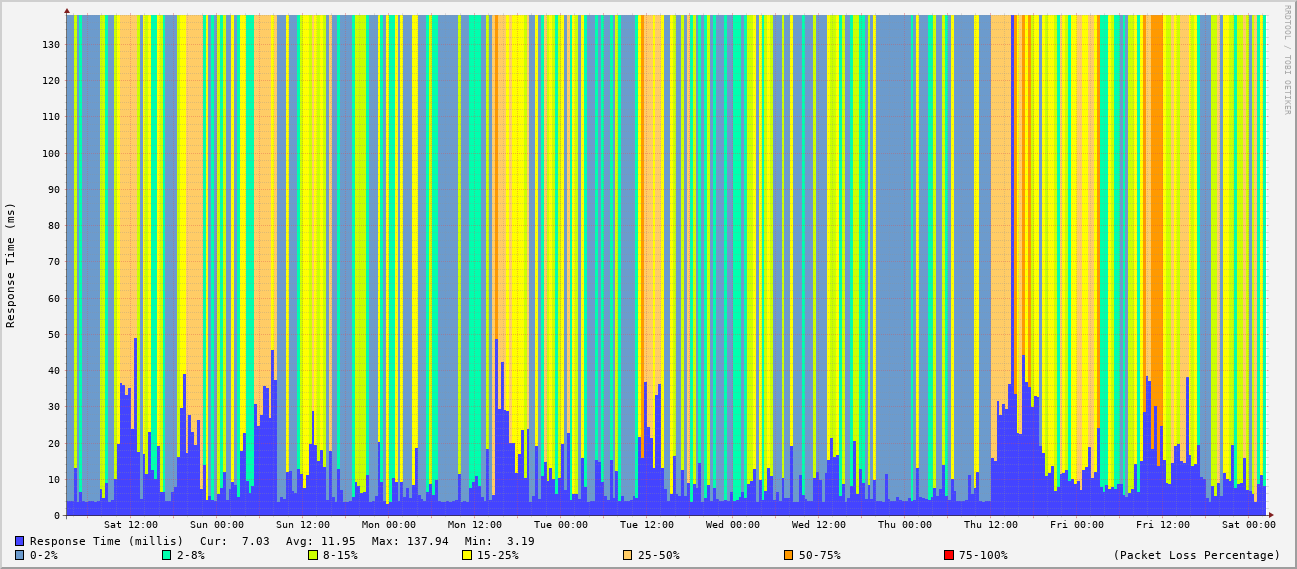 RRDTOOL / TOBI OETIKER
Response Time (ms)
130
120
110
100
90
80
70
60
50
40
30
20
10
0
Sat 12:00 Sun 00:00 Sun 12:00 Mon 00:00 Mon 12:00 Tue 00:00 Tue 12:00 Wed 00:00 Wed 12:00 Thu 00:00 Thu 12:00 Fri 00:00 Fri 12:00 Sat 00:00
Response Time (millis) Cur: 7.03 Avg: 11.95 Max: 137.94 Min: 3.19
0-2% 2-8% 8-15% 15-25% 25-50% 50-75% 75-100% (Packet Loss Percentage)